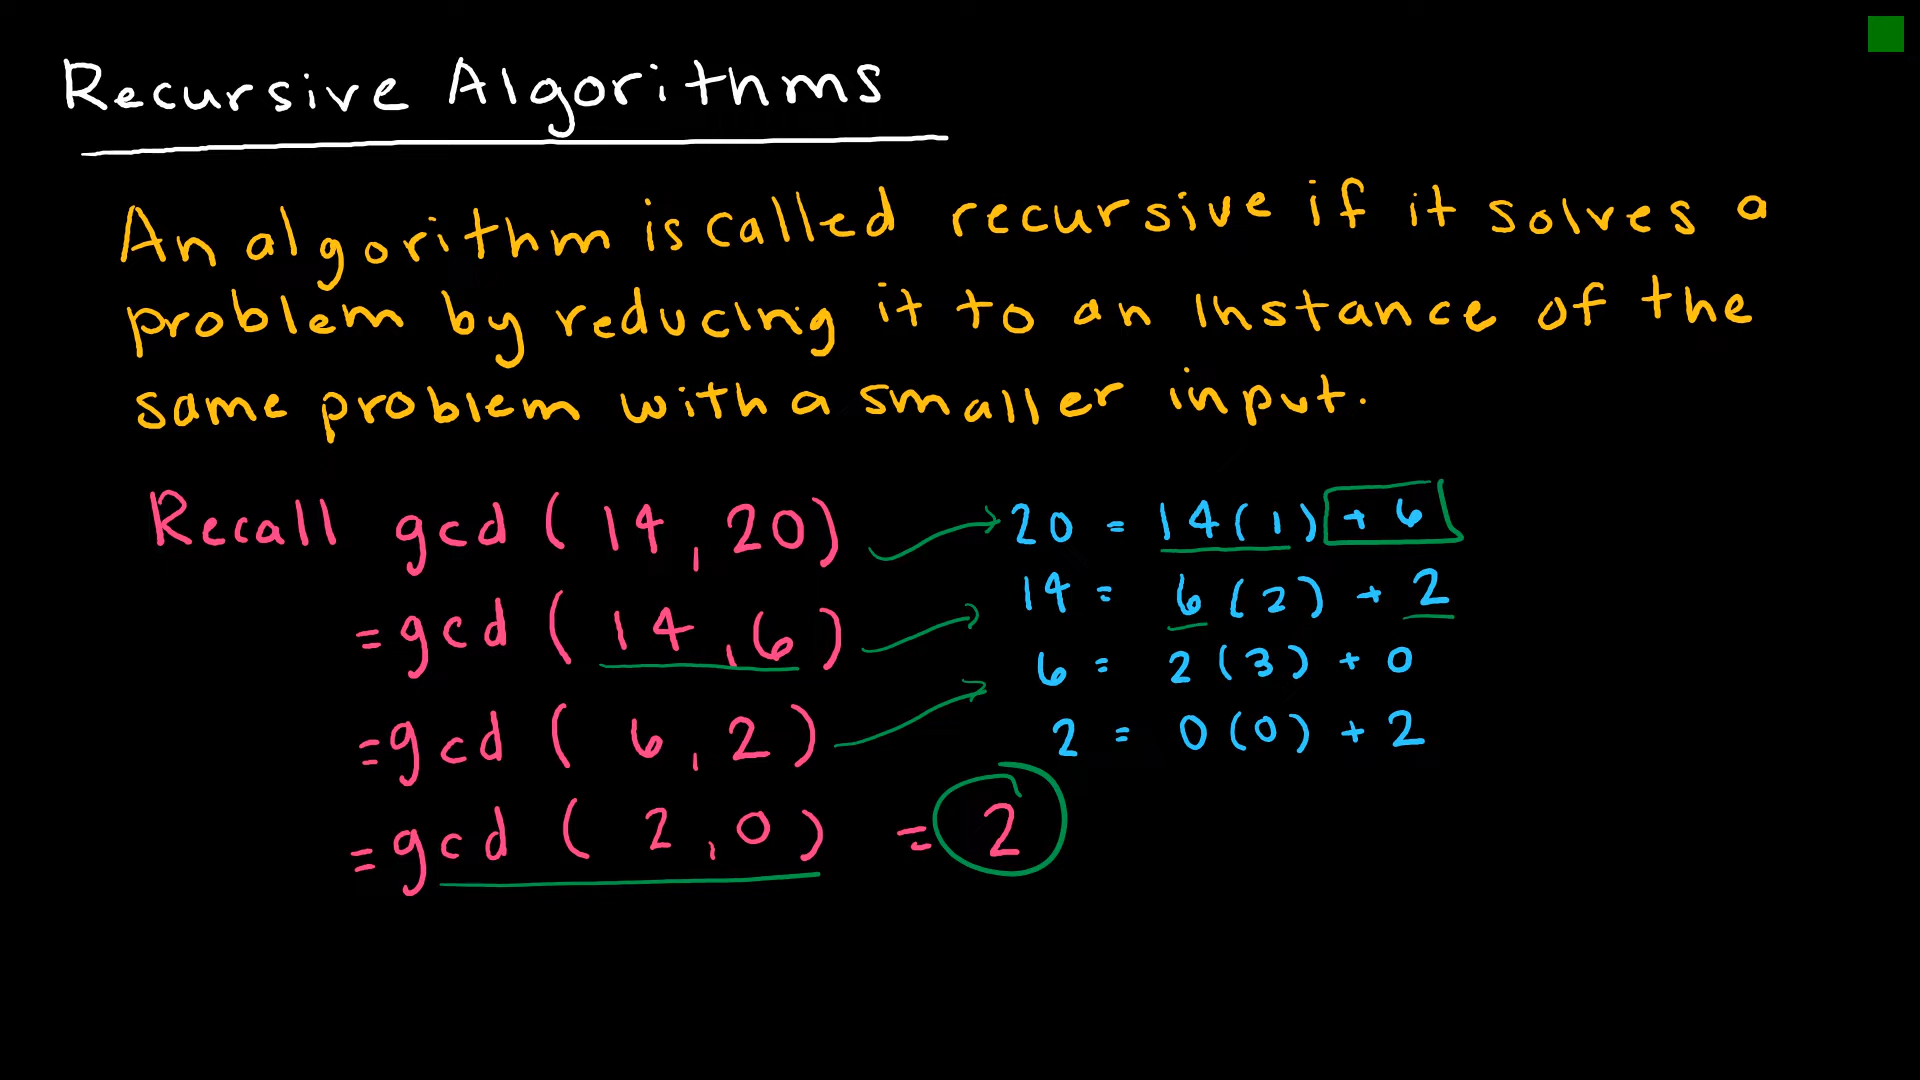 Recursive Algorithms
An algorithm is called recursive if it solves a
problem by reducing it to an instance of the
same problem with a smaller input.
Recall gcd ( 14 , 20 )
= gcd ( 14 , 6 )
= gcd ( 6 , 2 )
= gcd ( 2 , 0 ) = 2
20 = 14 ( 1 ) + 6
14 = 6 ( 2 ) + 2
6 = 2 ( 3 ) + 0
2 = 0 ( 0 ) + 2